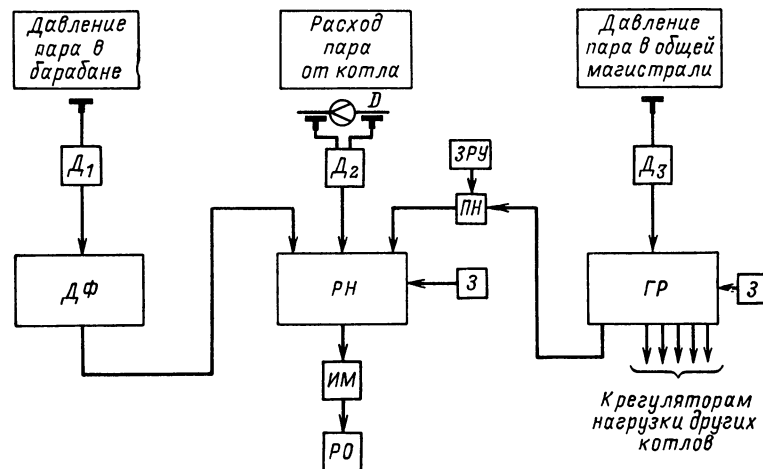 Давление
пара в
барабане
Расход
пара
от котла
Давление
пара в общей
магистрали
D
Д1
Д2
ЗРУ
Д3
ПН
ДФ
РН
З
ГР
З
ИМ
РО
К регуляторам
нагрузки других
котлов